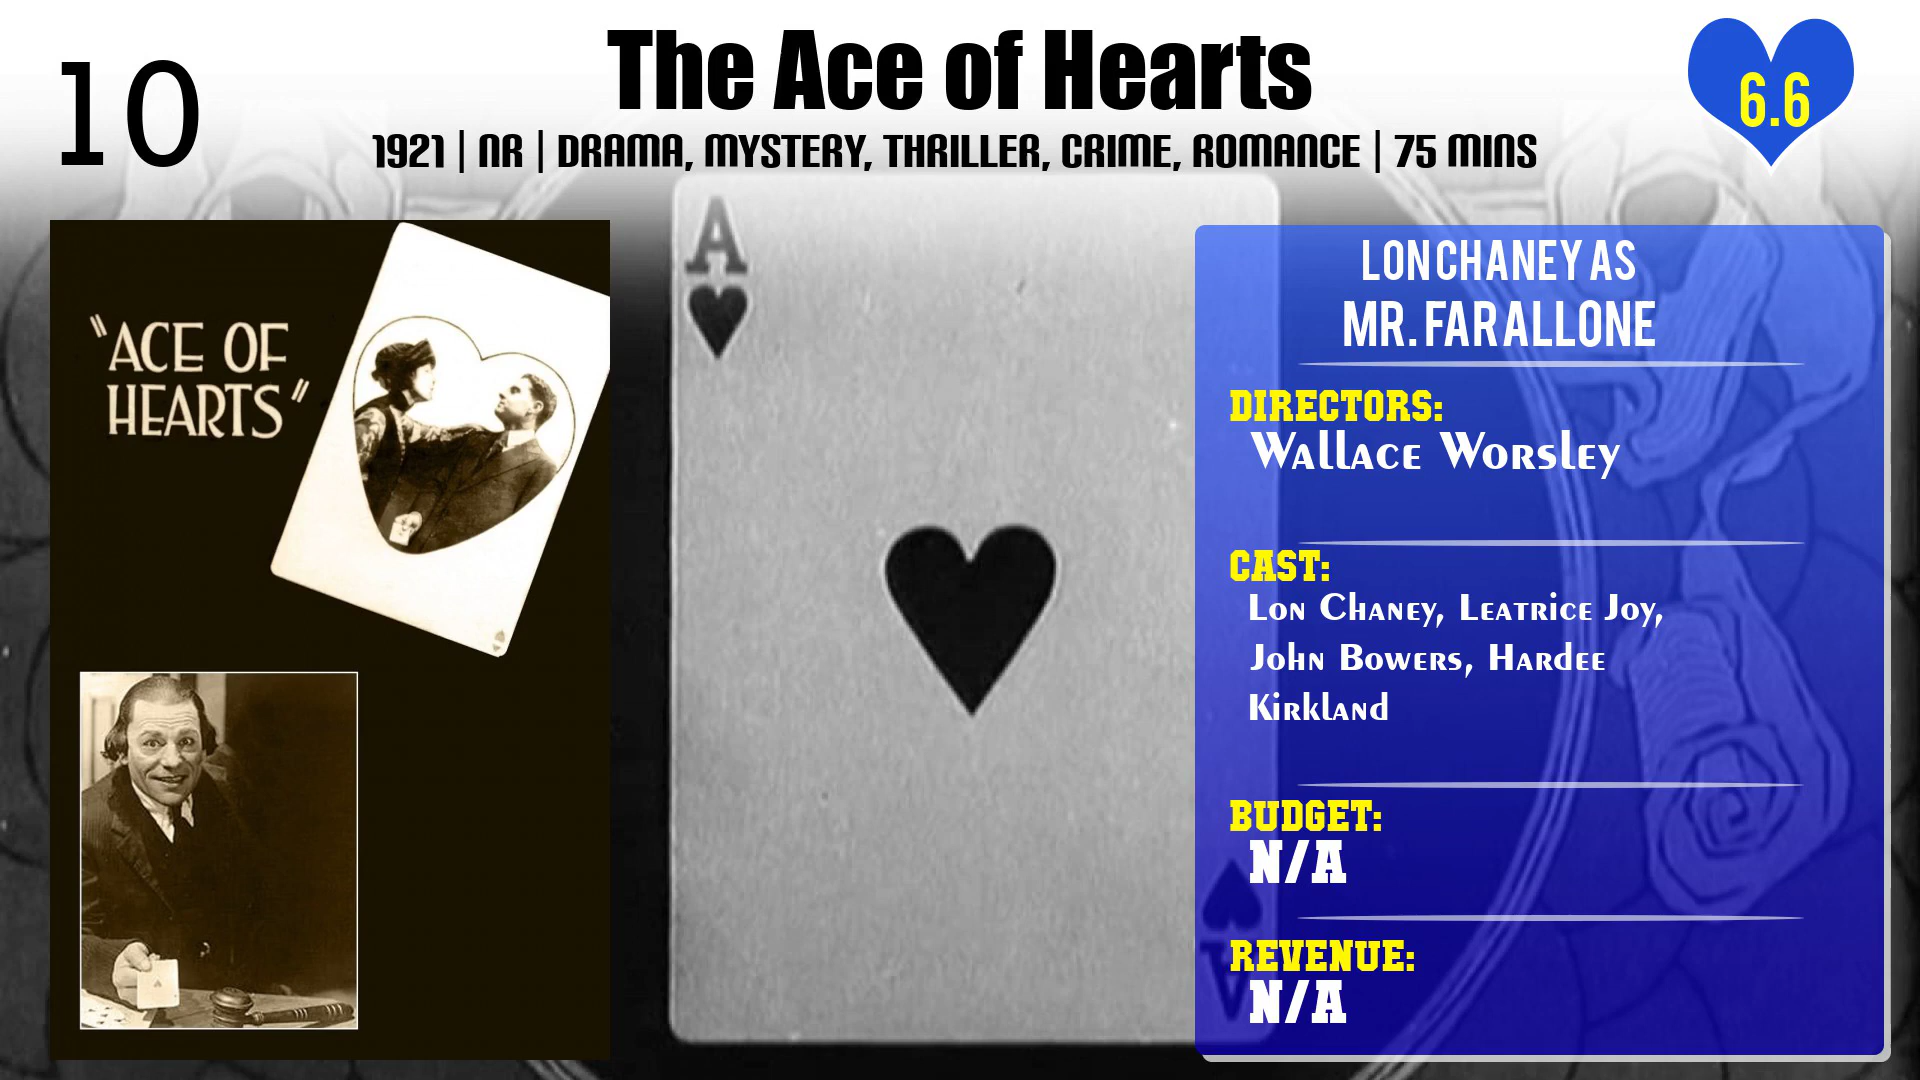 10
The Ace of Hearts
6.6
1921 | NR | DRAMA, MYSTERY, THRILLER, CRIME, ROMANCE | 75 MINS
"ACE OF
HEARTS"
A
LON CHANEY AS
MR. FARALLONE
DIRECTORS:
Wallace Worsley
CAST:
Lon Chaney, Leatrice Joy,
John Bowers, Hardee
Kirkland
BUDGET:
N/A
REVENUE:
N/A
A